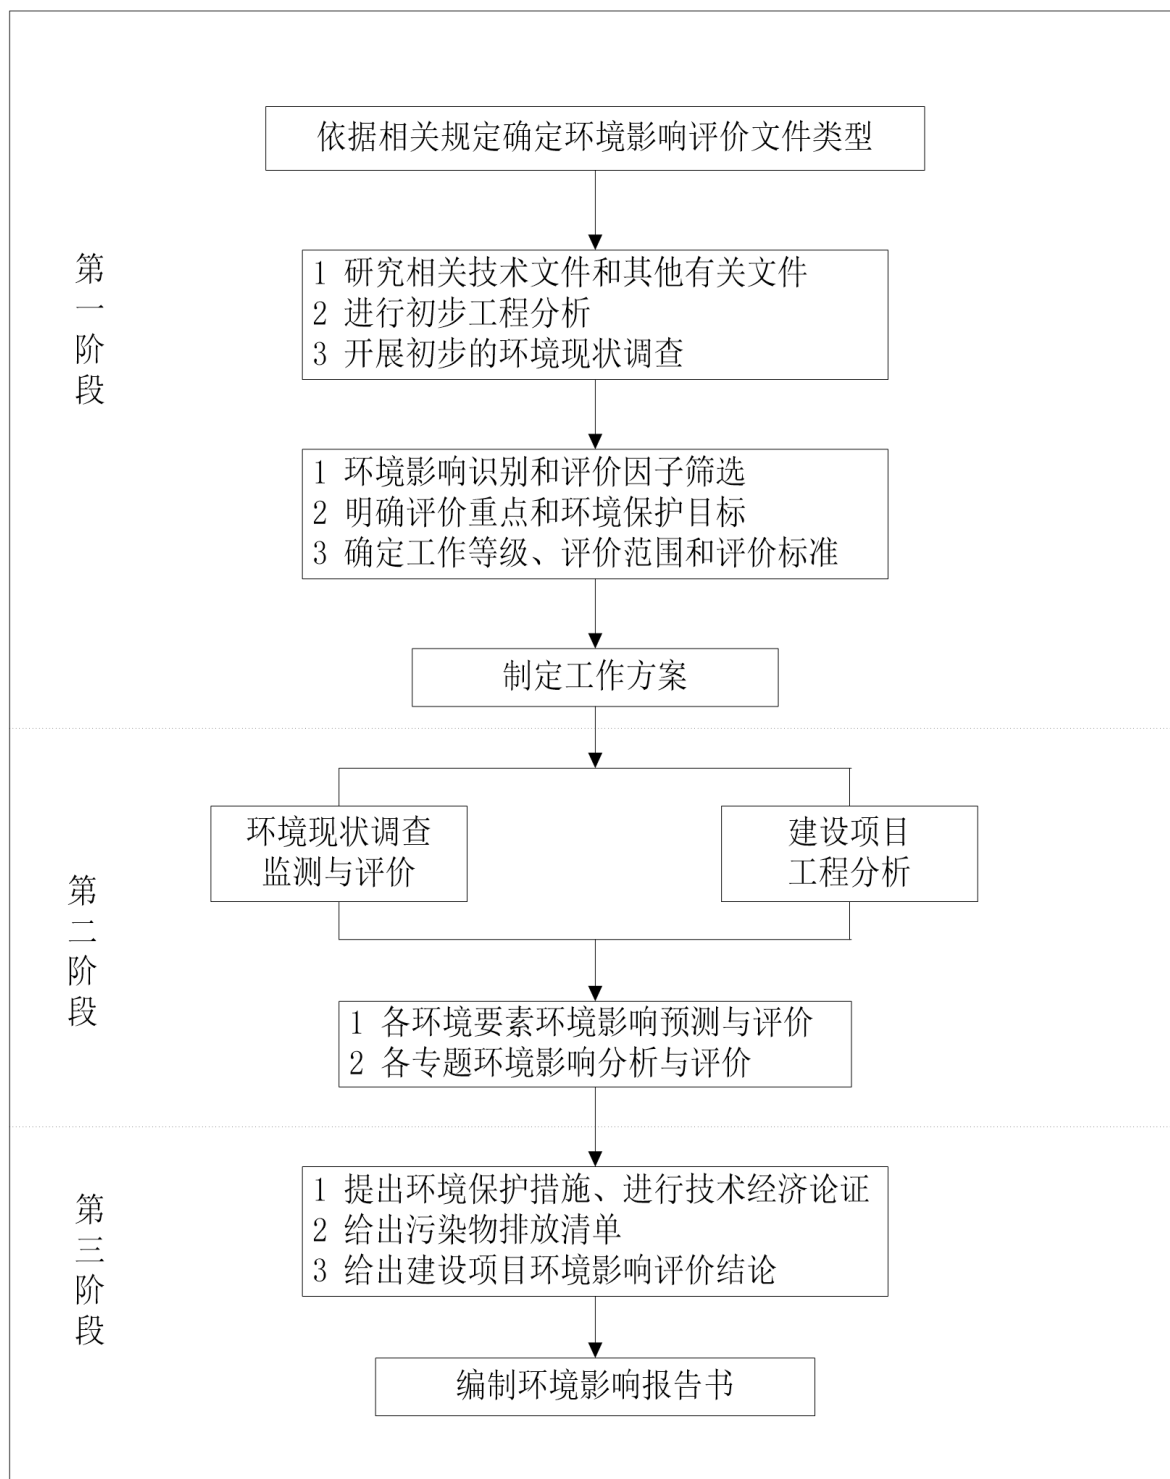 依据相关规定确定环境影响评价文件类型
第一阶段
1 研究相关技术文件和其他有关文件
2 进行初步工程分析
3 开展初步的环境现状调查
1 环境影响识别和评价因子筛选
2 明确评价重点和环境保护目标
3 确定工作等级、评价范围和评价标准
制定工作方案
第二阶段
环境现状调查
监测与评价
建设项目
工程分析
1 各环境要素环境影响预测与评价
2 各专题环境影响分析与评价
第三阶段
1 提出环境保护措施、进行技术经济论证
2 给出污染物排放清单
3 给出建设项目环境影响评价结论
编制环境影响报告书